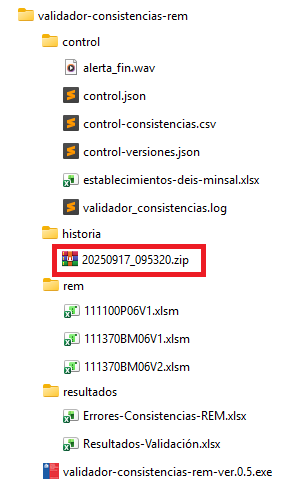 validador-consistencias-rem
control
alerta_fin.wav
control.json
control-consistencias.csv
control-versiones.json
establecimientos-deis-minsal.xlsx
validador_consistencias.log
historia
20250917_095320.zip
rem
111100P06V1.xlsm
111370BM06V1.xlsm
111370BM06V2.xlsm
resultados
Errores-Consistencias-REM.xlsx
Resultados-Validación.xlsx
validador-consistencias-rem-ver.0.5.exe